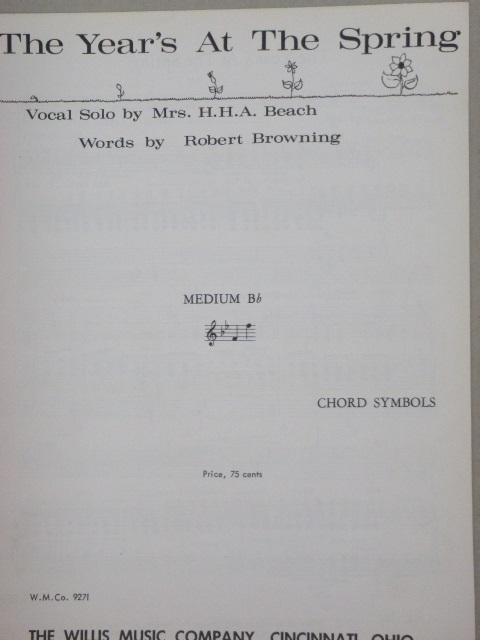 The Year's At The Spring
Vocal Solo by Mrs. H.H.A. Beach
Words by Robert Browning
MEDIUM B♭
CHORD SYMBOLS
Price, 75 cents
W.M.Co. 9271
THE WILLIS MUSIC COMPANY, CINCINNATI, OHIO